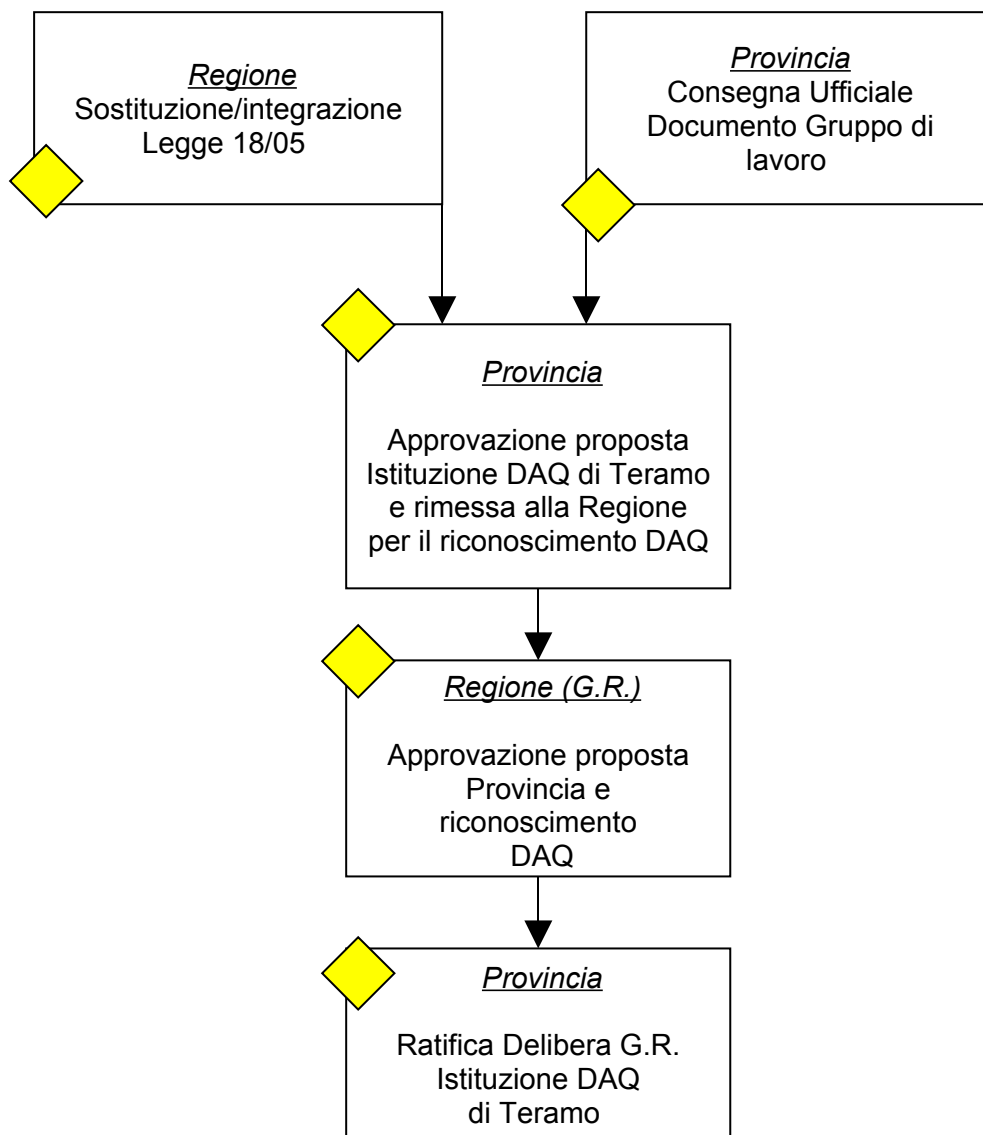 Regione
Sostituzione/integrazione
Legge 18/05
Provincia
Consegna Ufficiale
Documento Gruppo di
lavoro
Provincia
Approvazione proposta
Istituzione DAQ di Teramo
e rimessa alla Regione
per il riconoscimento DAQ
Regione (G.R.)
Approvazione proposta
Provincia e
riconoscimento
DAQ
Provincia
Ratifica Delibera G.R.
Istituzione DAQ
di Teramo